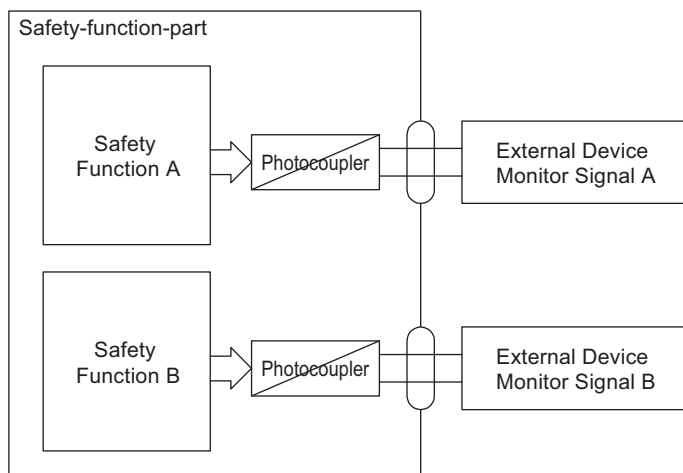 Safety-function-part
Safety
Function A
Photocoupler
External Device
Monitor Signal A
Safety
Function B
Photocoupler
External Device
Monitor Signal B